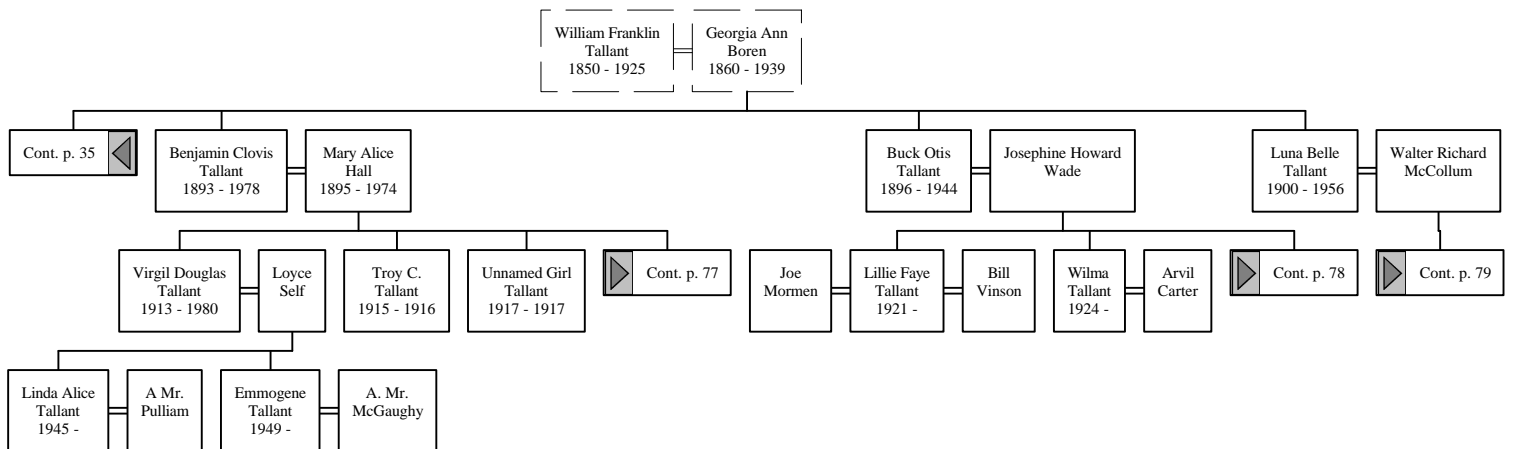 William Franklin
Tallant
1850 - 1925
Georgia Ann
Boren
1860 - 1939
Cont. p. 35
Benjamin Clovis
Tallant
1893 - 1978
Mary Alice
Hall
1895 - 1974
Buck Otis
Tallant
1896 - 1944
Josephine Howard
Wade
Luna Belle
Tallant
1900 - 1956
Walter Richard
McCollum
Virgil Douglas
Tallant
1913 - 1980
Loyce
Self
Troy C.
Tallant
1915 - 1916
Unnamed Girl
Tallant
1917 - 1917
Cont. p. 77
Joe
Mormen
Lillie Faye
Tallant
1921 -
Bill
Vinson
Wilma
Tallant
1924 -
Arvil
Carter
Cont. p. 78
Cont. p. 79
Linda Alice
Tallant
1945 -
A Mr.
Pulliam
Emmogene
Tallant
1949 -
A. Mr.
McGaughy